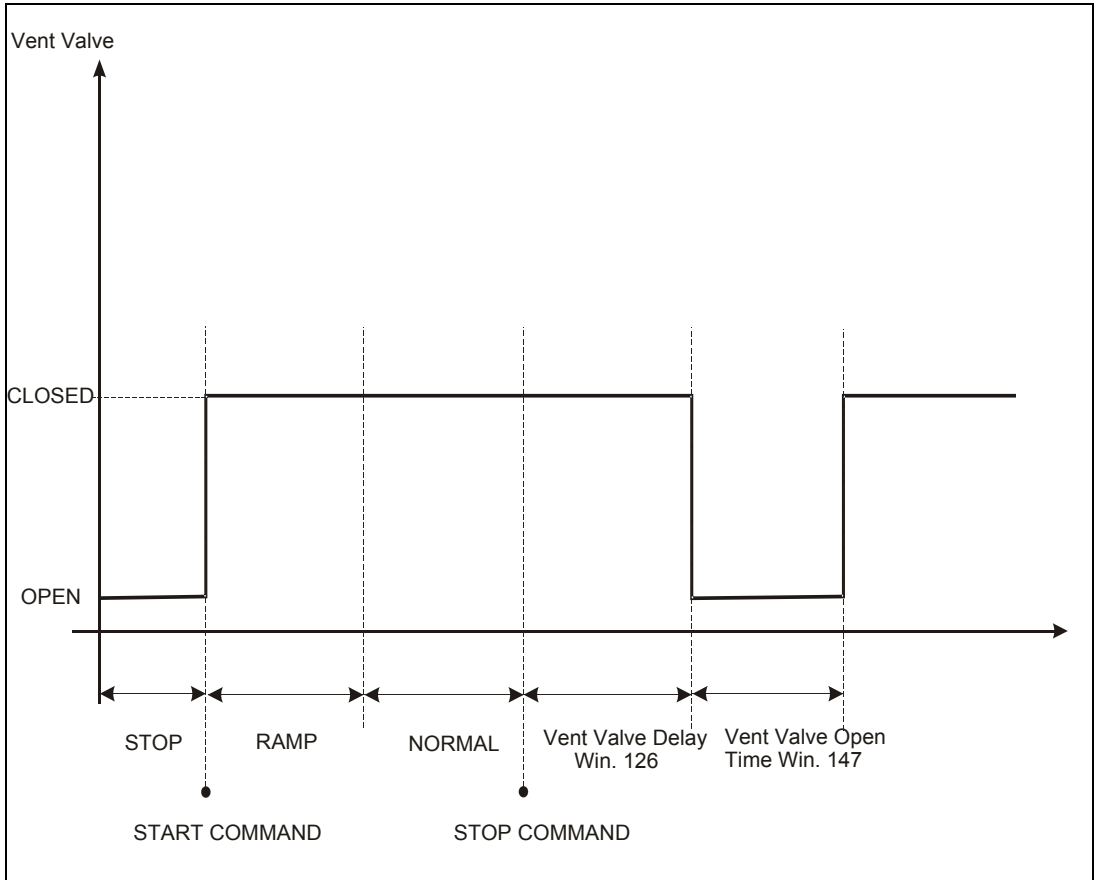 Vent Valve
CLOSED
OPEN
STOP
RAMP
NORMAL
Vent Valve Delay
Win. 126
Vent Valve Open
Time Win. 147
START COMMAND
STOP COMMAND